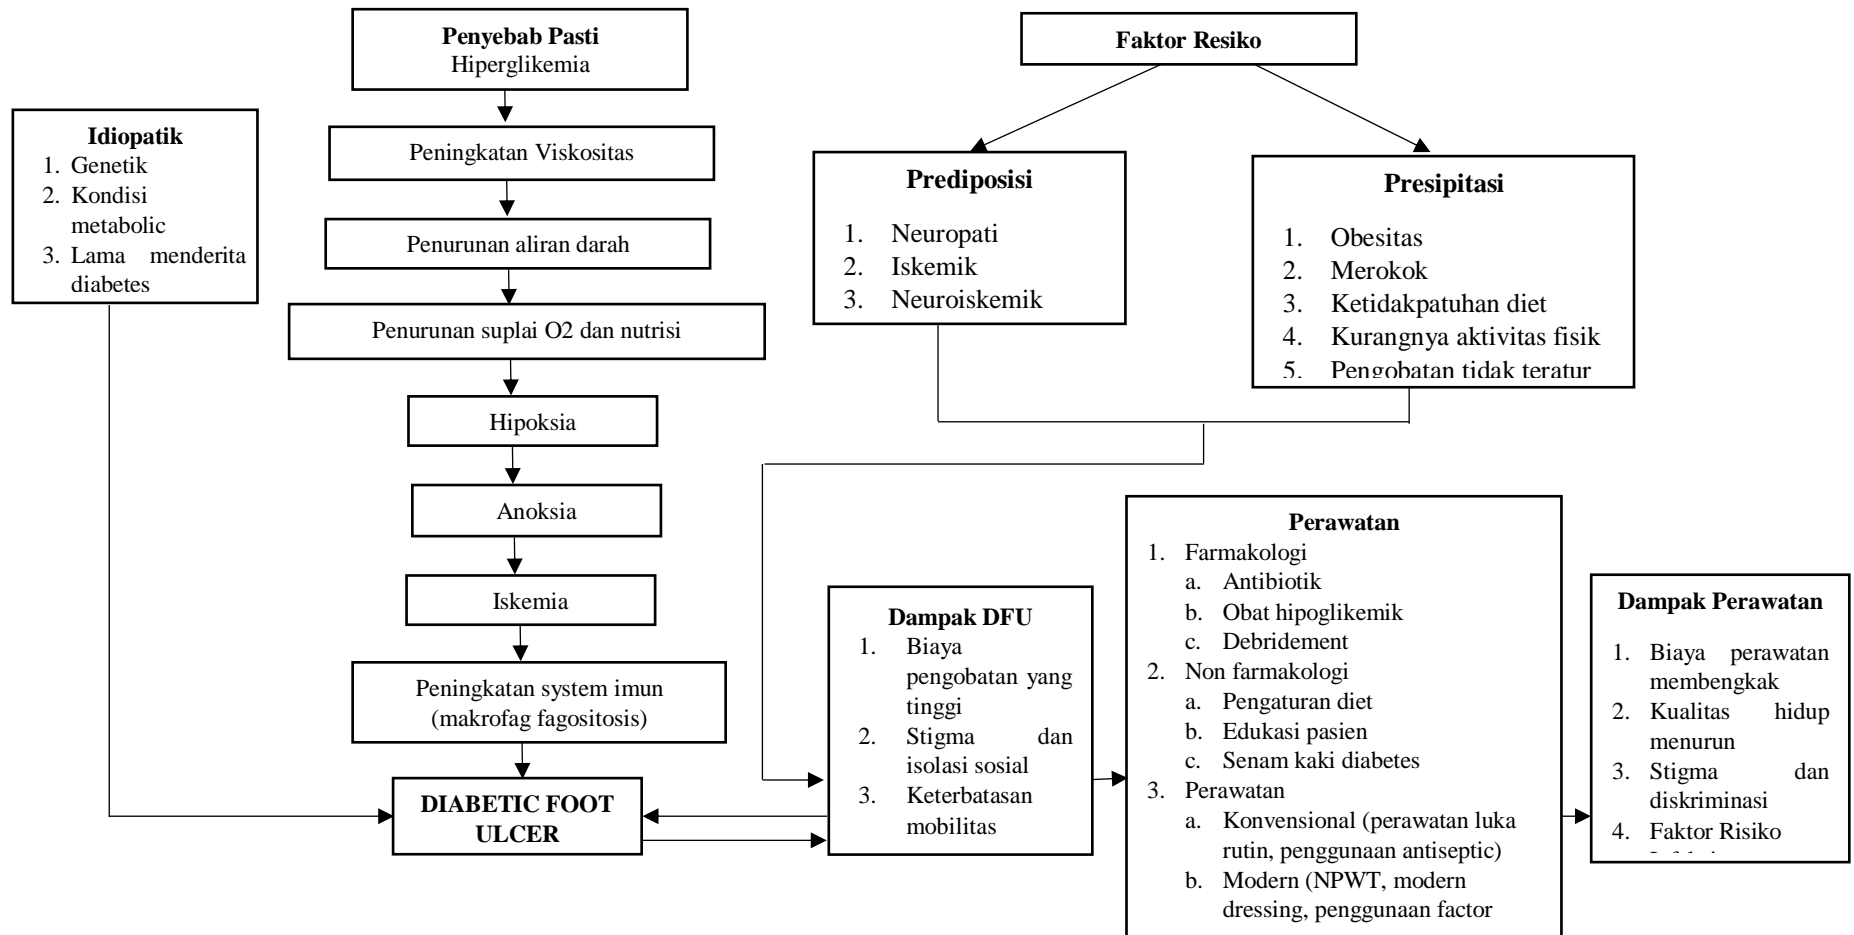 Penyebab Pasti
Hiperglikemia
Faktor Resiko
Idiopatik
1. Genetik
2. Kondisi
metabolic
3. Lama menderita
diabetes
Peningkatan Viskositas
Penurunan aliran darah
Penurunan suplai O2 dan nutrisi
Hipoksia
Anoksia
Iskemia
Peningkatan system imun
(makrofag fagositosis)
DIABETIC FOOT
ULCER
Prediposisi
1. Neuropati
2. Iskemik
3. Neuroiskemik
Presipitasi
1. Obesitas
2. Merokok
3. Ketidakpatuhan diet
4. Kurangnya aktivitas fisik
5. Pengobatan tidak teratur
Dampak DFU
1. Biaya
pengobatan yang
tinggi
2. Stigma dan
isolasi sosial
3. Keterbatasan
mobilitas
Perawatan
1. Farmakologi
a. Antibiotik
b. Obat hipoglikemik
c. Debridement
2. Non farmakologi
a. Pengaturan diet
b. Edukasi pasien
c. Senam kaki diabetes
3. Perawatan
a. Konvensional (perawatan luka
rutin, penggunaan antiseptic)
b. Modern (NPWT, modern
dressing, penggunaan factor
Dampak Perawatan
1. Biaya perawatan
membengkak
2. Kualitas hidup
menurun
3. Stigma dan
diskriminasi
4. Faktor Risiko